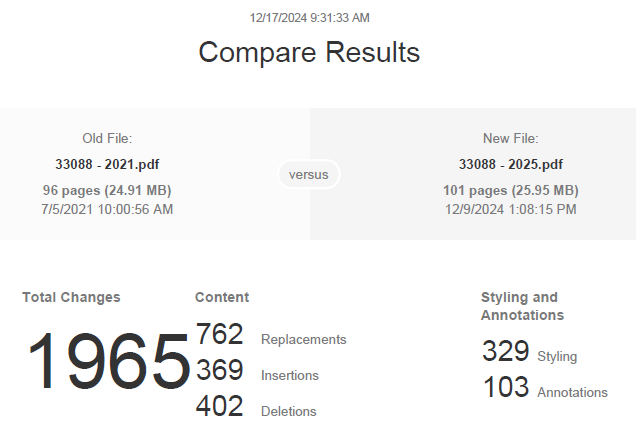 12/17/2024 9:31:33 AM
Compare Results
Old File:
33088 - 2021.pdf
96 pages (24.91 MB)
7/5/2021 10:00:56 AM
versus
New File:
33088 - 2025.pdf
101 pages (25.95 MB)
12/9/2024 1:08:15 PM
Total Changes
1965
Content
762 Replacements
369 Insertions
402 Deletions
Styling and
Annotations
329 Styling
103 Annotations